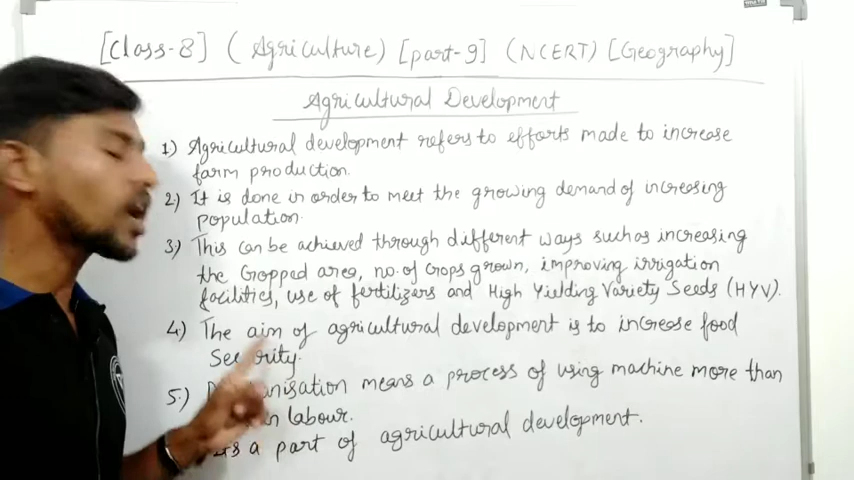 [Class-8] (Agriculture) [part-9] (NCERT) [Geography]
Agricultural Development
1) Agricultural development refers to efforts made to increase
farm production.
2) It is done in order to meet the growing demand of increasing
population.
3) This can be achieved through different ways such as increasing
the Cropped area, no. of crops grown, improving irrigation
facilities, use of fertilizers and High Yielding Variety Seeds (HYV).
4) The aim of agricultural development is to increase food
Security.
5.) means a process of using machine more than
labour.
a part of agricultural development.